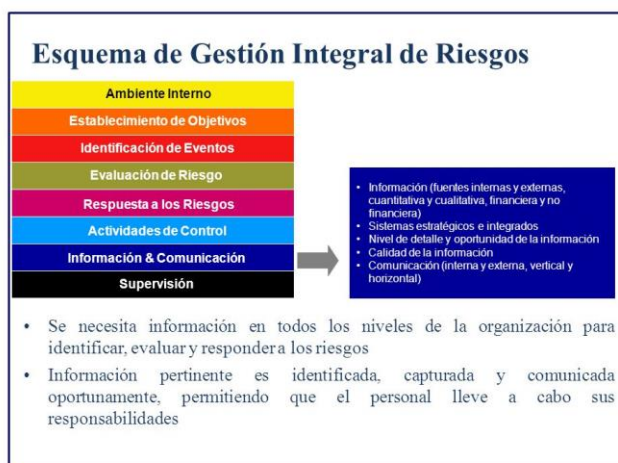 Esquema de Gestión Integral de Riesgos
Ambiente Interno
Establecimiento de Objetivos
Identificación de Eventos
Evaluación de Riesgo
Respuesta a los Riesgos
Actividades de Control
Información & Comunicación
Supervisión
• Información (fuentes internas y externas,
cuantitativa y cualitativa, financiera y no
financiera)
• Sistemas estratégicos e integrados
• Nivel de detalle y oportunidad de la información
• Calidad de la información
• Comunicación (interna y externa, vertical y
horizontal)
• Se necesita información en todos los niveles de la organización para
identificar, evaluar y responder a los riesgos
• Información pertinente es identificada, capturada y comunicada
oportunamente, permitiendo que el personal lleve a cabo sus
responsabilidades